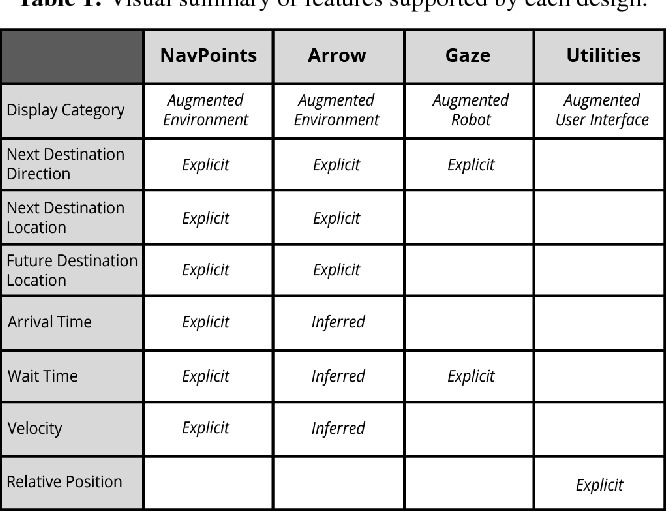 Table 1: Visual summary of features supported by each design.
NavPoints Arrow Gaze Utilities
Display Category Augmented Environment Augmented Environment Augmented Robot Augmented User Interface
Next Destination Direction Explicit Explicit Explicit
Next Destination Location Explicit Explicit
Future Destination Location Explicit Explicit
Arrival Time Explicit Inferred
Wait Time Explicit Inferred Explicit
Velocity Explicit Inferred
Relative Position Explicit